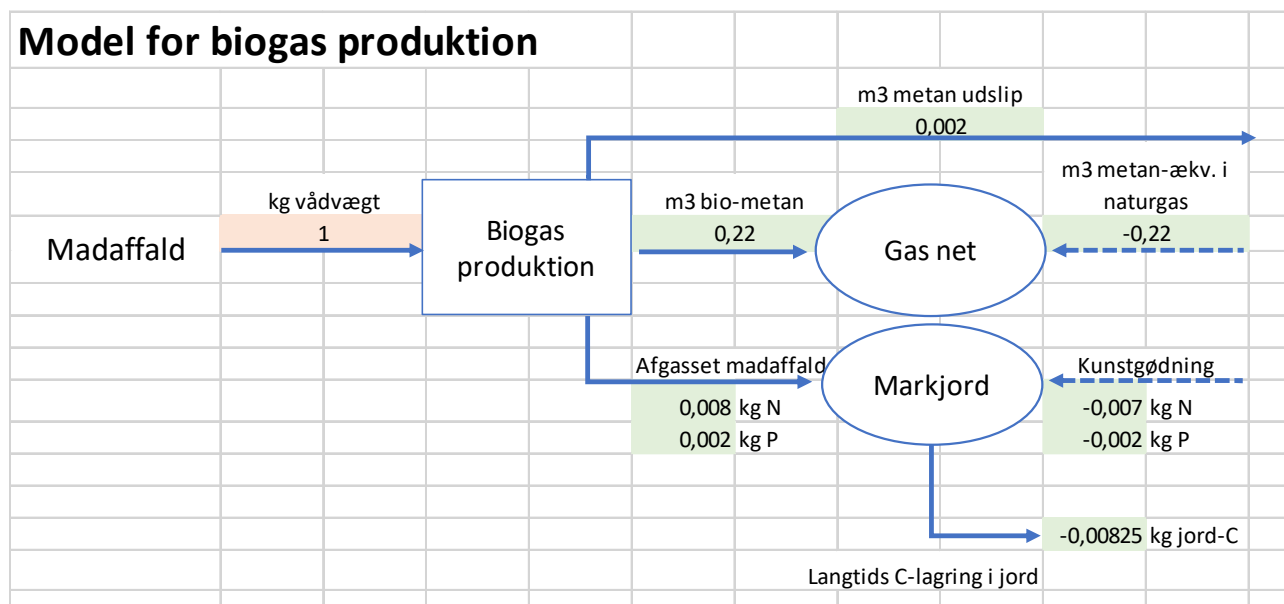 Model for biogas produktion
m3 metan udslip
0,002
kg vådvægt
1
Madaffald
Biogas
produktion
m3 bio-metan
0,22
Gas net
m3 metan-ækv. i
naturgas
-0,22
Afgasset madaffald
0,008 kg N
0,002 kg P
Markjord
Kunstgødning
-0,007 kg N
-0,002 kg P
-0,00825 kg jord-C
Langtids C-lagring i jord